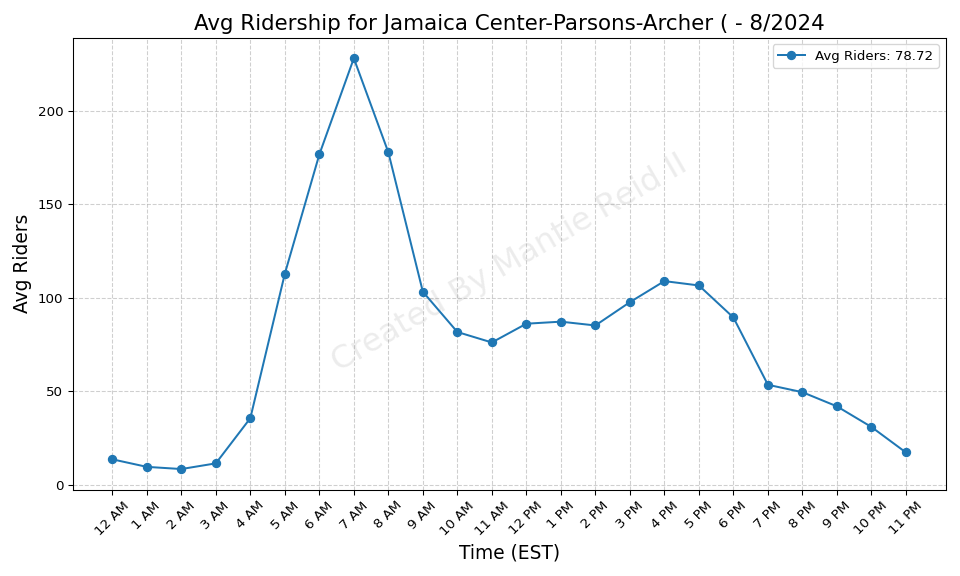 Avg Ridership for Jamaica Center-Parsons-Archer ( - 8/2024
Avg Riders: 78.72
Avg Riders
200
150
100
50
0
Created By Mantle Reid II
12 AM
1 AM
2 AM
3 AM
4 AM
5 AM
6 AM
7 AM
8 AM
9 AM
10 AM
11 AM
12 PM
1 PM
2 PM
3 PM
4 PM
5 PM
6 PM
7 PM
8 PM
9 PM
10 PM
11 PM
Time (EST)